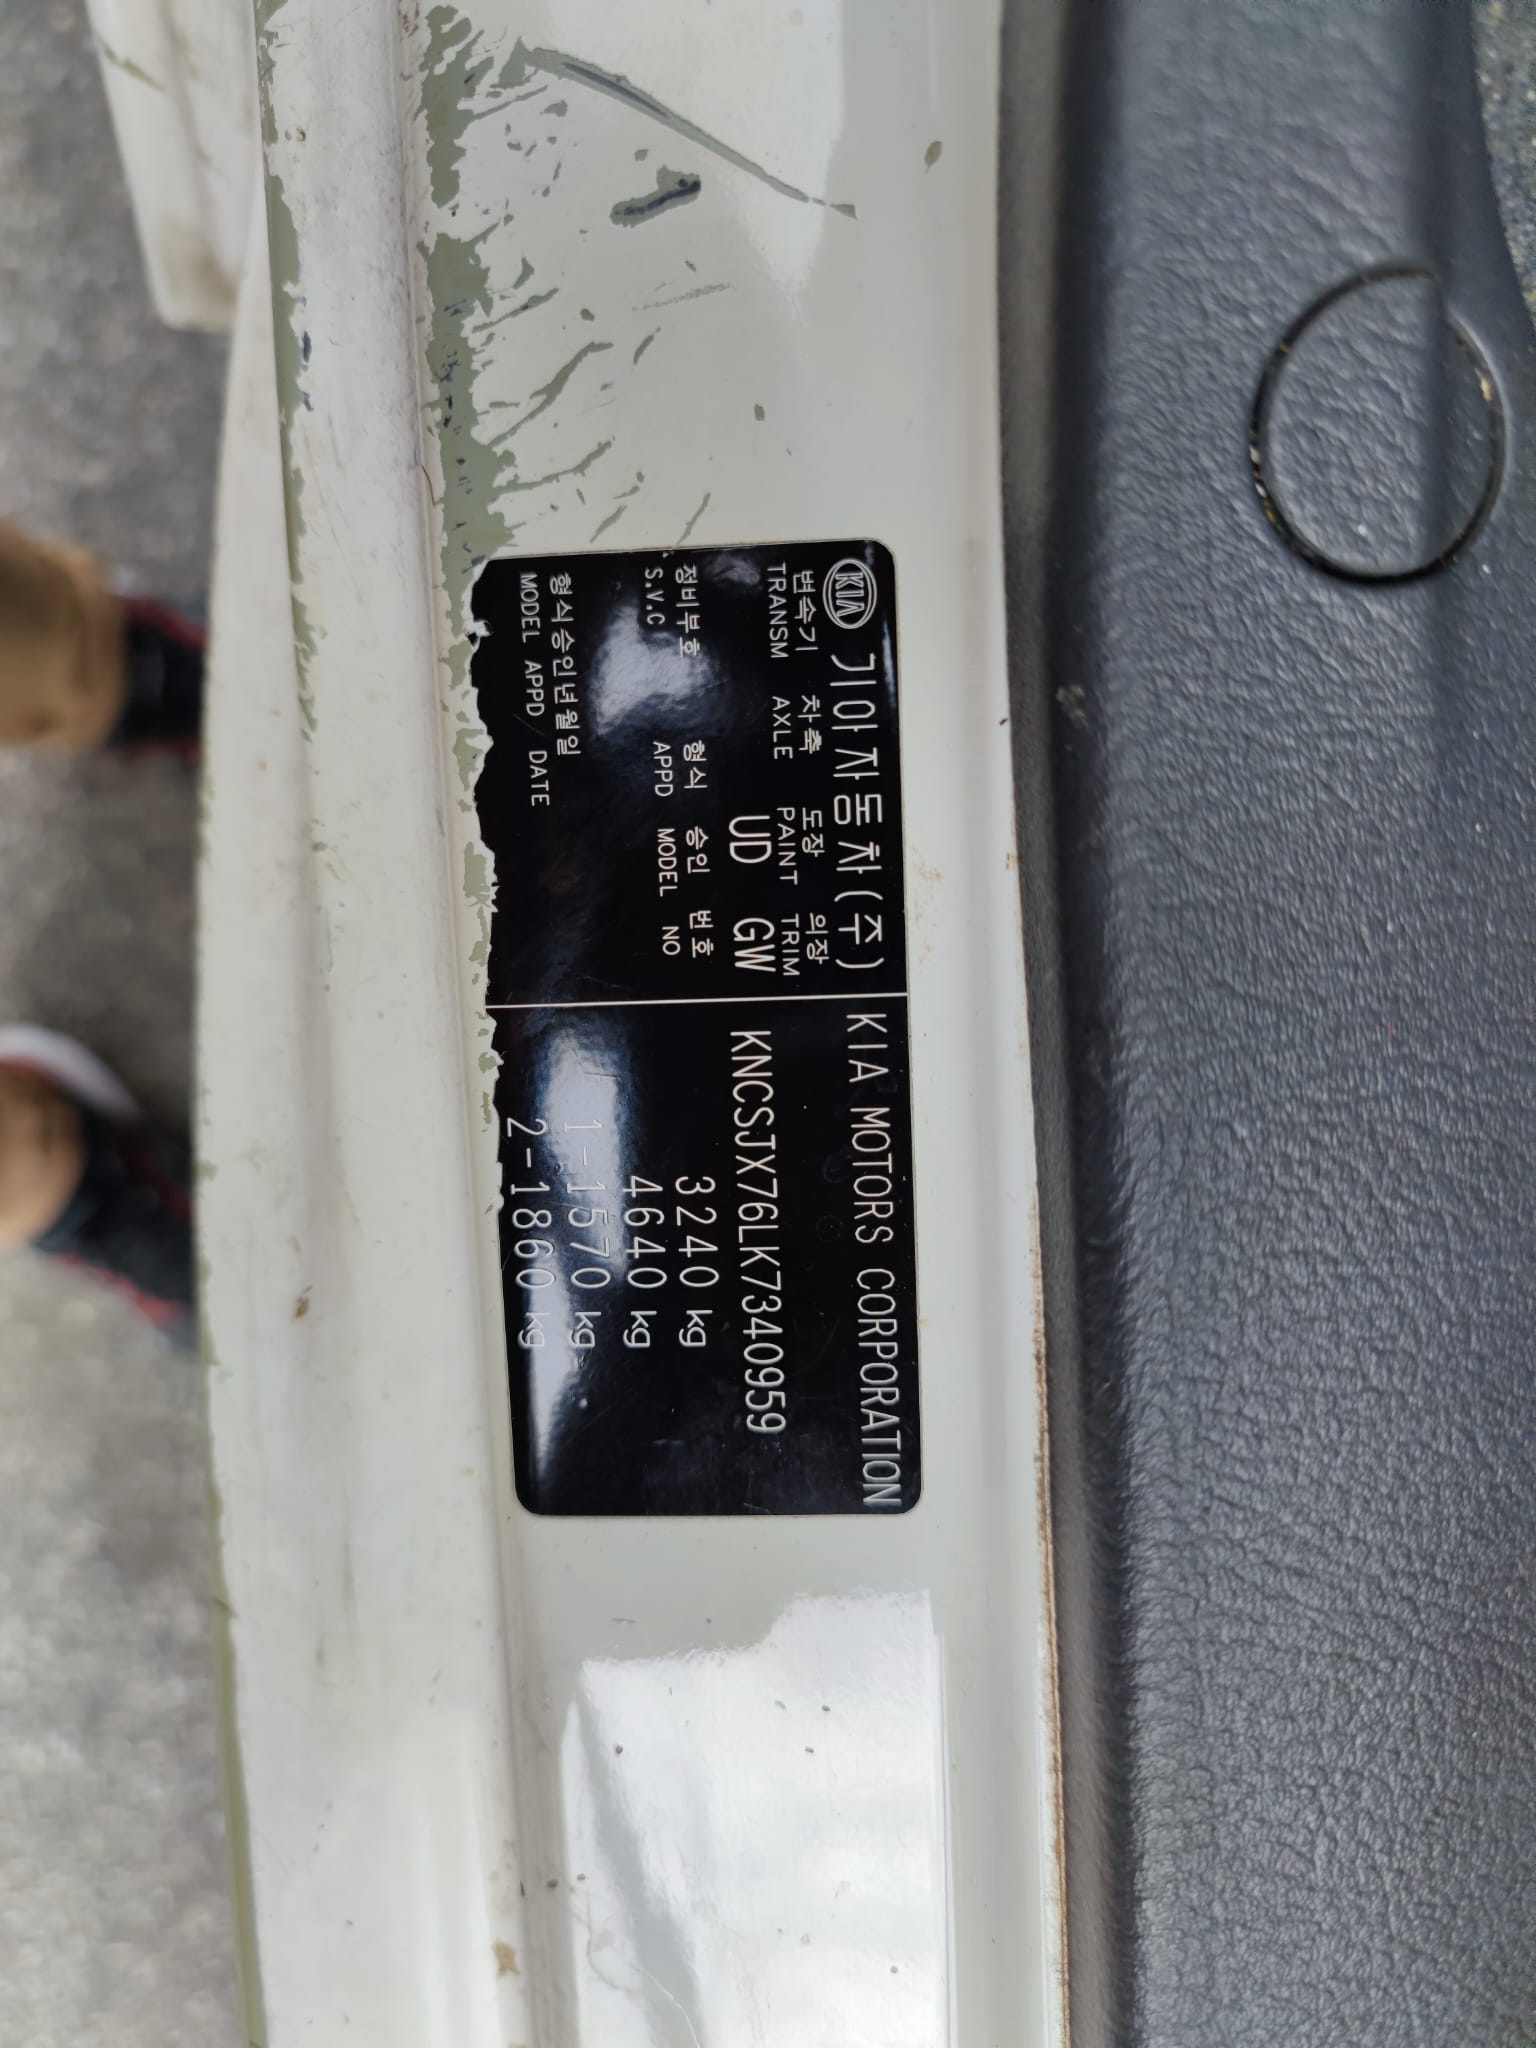 KIA 기아자동차(주)
변속기 차축 도장 의장
TRANSM AXLE PAINT TRIM
UD GW
정비부호 형식 승인 번호
S.V.C APPD MODEL NO
형식승인년월일
MODEL APPD DATE
KIA MOTORS CORPORATION
KNCSJX76LK7340959
3240 kg
4640 kg
1-1570 kg
2-1860 kg